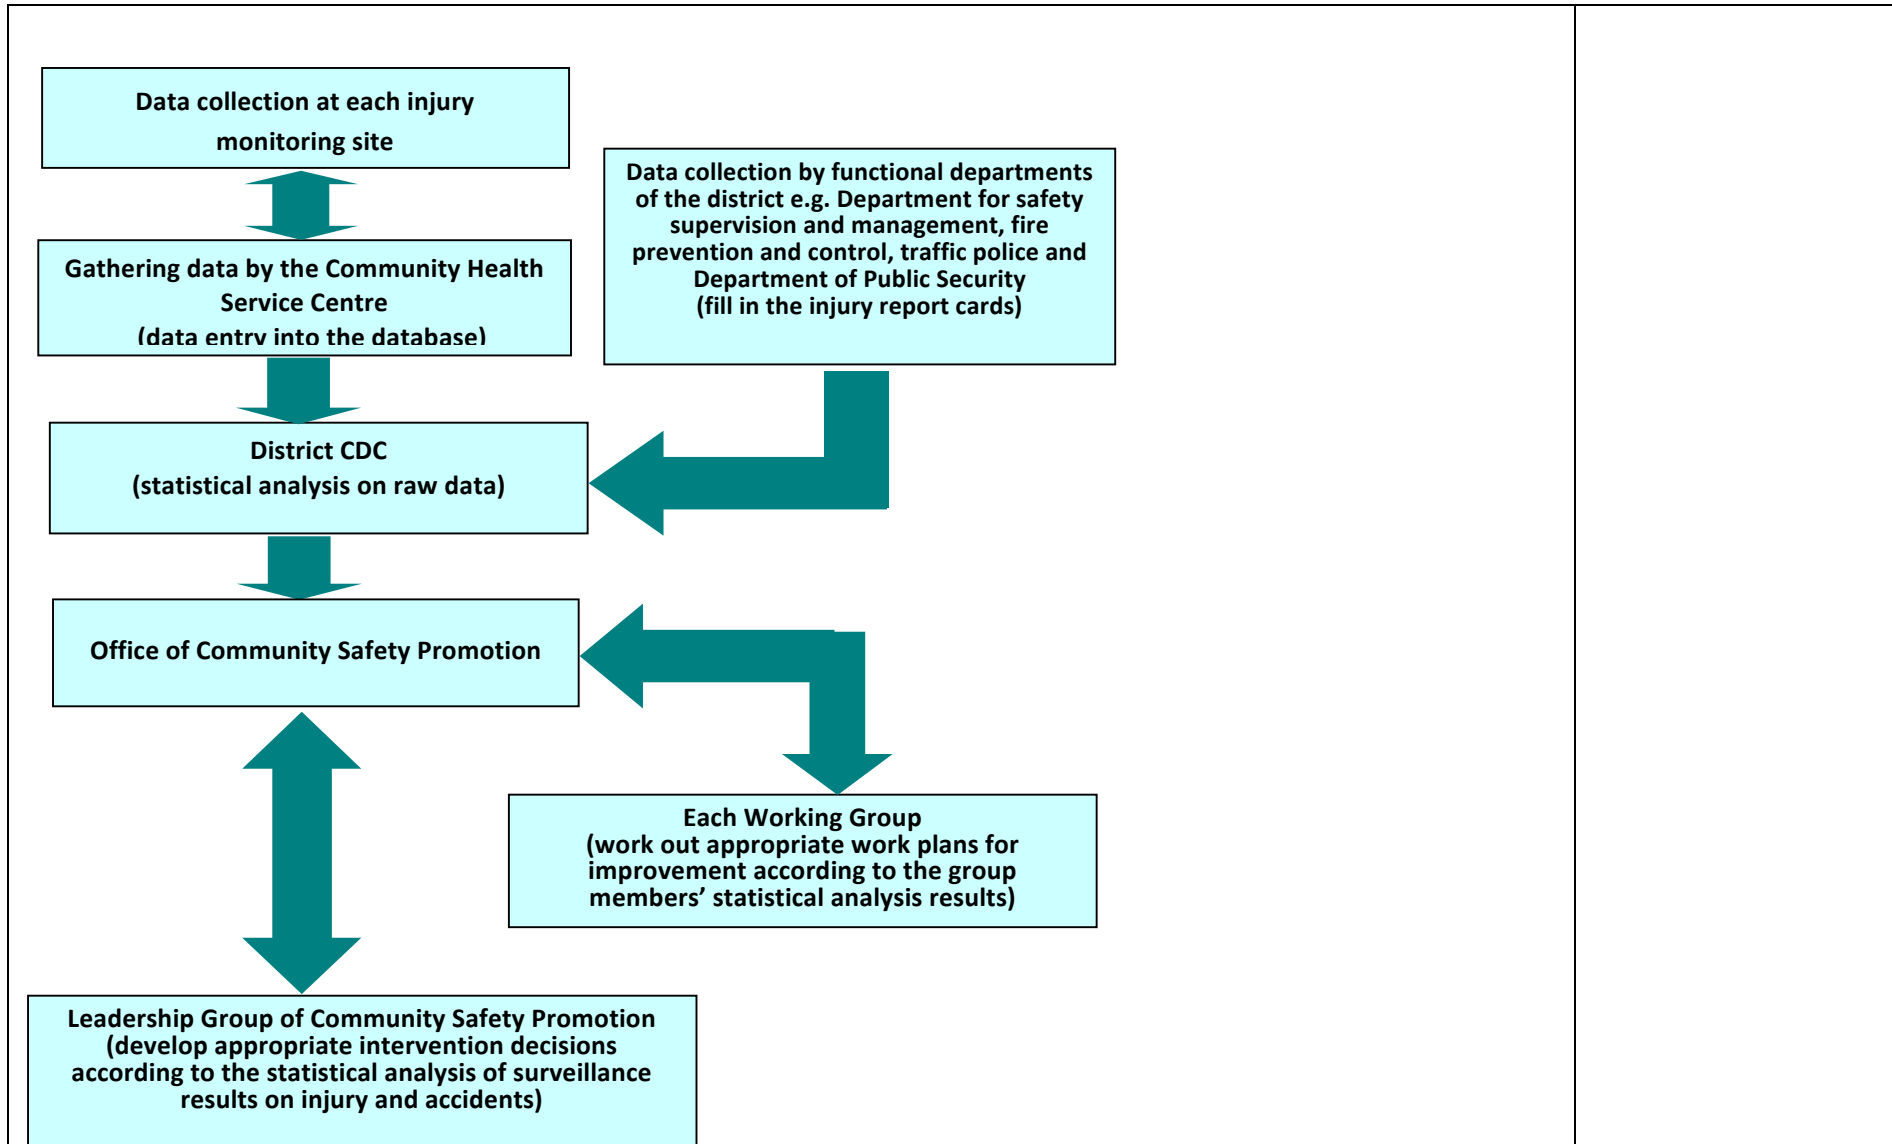 Data collection at each injury
monitoring site
Data collection by functional departments
of the district e.g. Department for safety
supervision and management, fire
prevention and control, traffic police and
Department of Public Security
(fill in the injury report cards)
Gathering data by the Community Health
Service Centre
(data entry into the database)
District CDC
(statistical analysis on raw data)
Office of Community Safety Promotion
Each Working Group
(work out appropriate work plans for
improvement according to the group
members’ statistical analysis results)
Leadership Group of Community Safety Promotion
(develop appropriate intervention decisions
according to the statistical analysis of surveillance
results on injury and accidents)